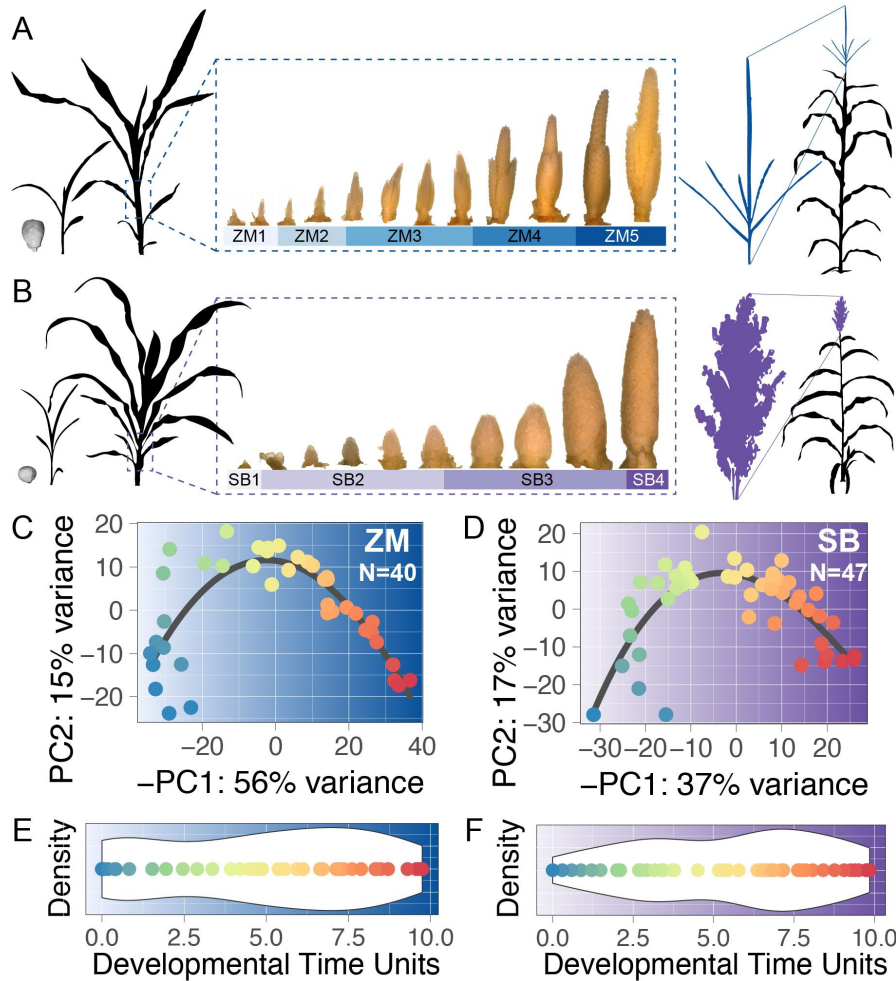 A
ZM1 ZM2 ZM3 ZM4 ZM5
B
SB1 SB2 SB3 SB4
C
PC2: 15% variance
20
10
0
−10
−20
ZM
N=40
−20 0 20 40
−PC1: 56% variance
D
PC2: 17% variance
20
10
0
−10
−20
−30
SB
N=47
−30 −20 −10 0 10 20
−PC1: 37% variance
E
Density
0.0 2.5 5.0 7.5 10.0
Developmental Time Units
F
Density
0.0 2.5 5.0 7.5 10.0
Developmental Time Units